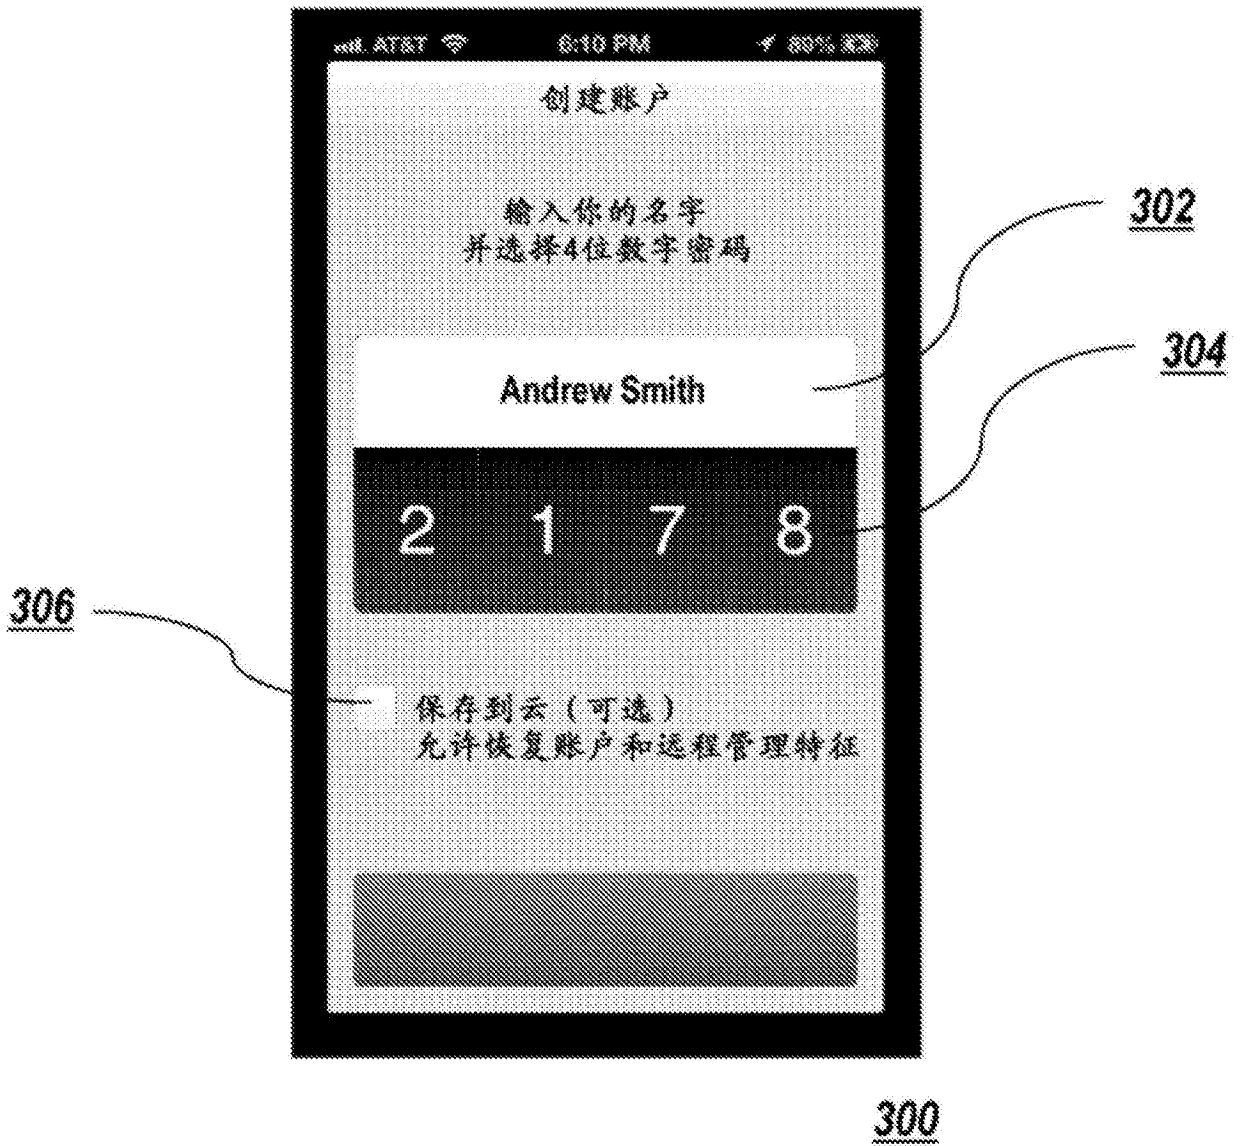 AT&T 6:10 PM 89%
创建账户
输入你的名字
并选择4位数字密码
302
304
Andrew Smith
2 1 7 8
306
保存到云（可选）
允许恢复账户和远程管理特征
300